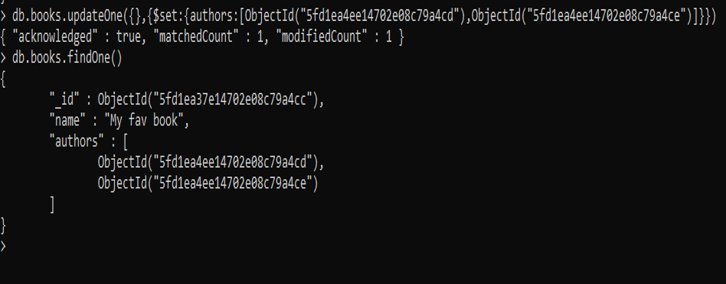 > db.books.updateOne({},{$set:{authors:[ObjectId("5fd1ea4ee14702e08c79a4cd"),ObjectId("5fd1ea4ee14702e08c79a4ce")]}})
{ "acknowledged" : true, "matchedCount" : 1, "modifiedCount" : 1 }
> db.books.findOne()
{
        "_id" : ObjectId("5fd1ea37e14702e08c79a4cc"),
        "name" : "My fav book",
        "authors" : [
                ObjectId("5fd1ea4ee14702e08c79a4cd"),
                ObjectId("5fd1ea4ee14702e08c79a4ce")
        ]
}
>